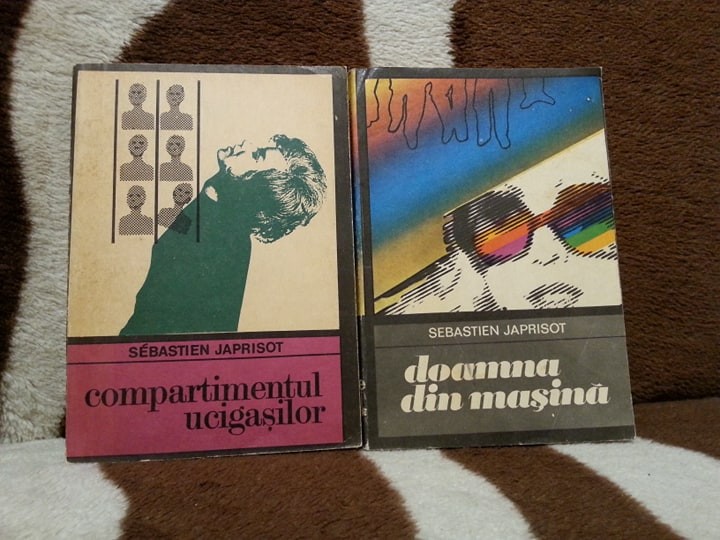 SÉBASTIEN JAPRISOT
compartimentul
ucigașilor
SEBASTIEN JAPRISOT
doamna
din mașină